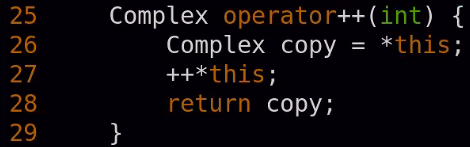 25     Complex operator++(int) {
26         Complex copy = *this;
27         ++*this;
28         return copy;
29     }